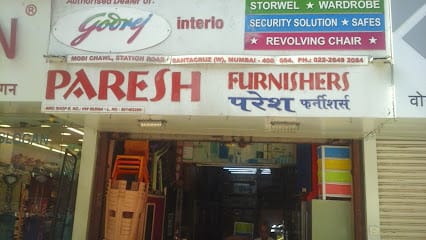 Authorised Dealer of:
Godrej interio
STORWEL ★ WARDROBE
SECURITY SOLUTION ★ SAFES
★ REVOLVING CHAIR ★
MODI CHAWL, STATION ROAD, SANTACRUZ (W), MUMBAI - 400 054. PH.: 022-2649 2084
PARESH FURNISHERS
परेश फर्नीशर्स
N
गन
वो